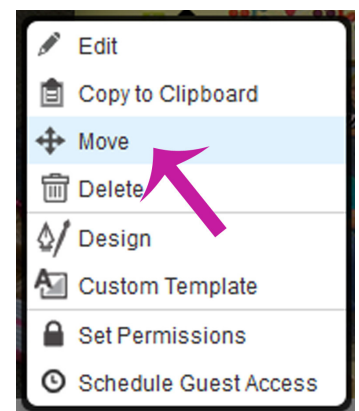 Edit
Copy to Clipboard
Move
Delete
Design
Custom Template
Set Permissions
Schedule Guest Access